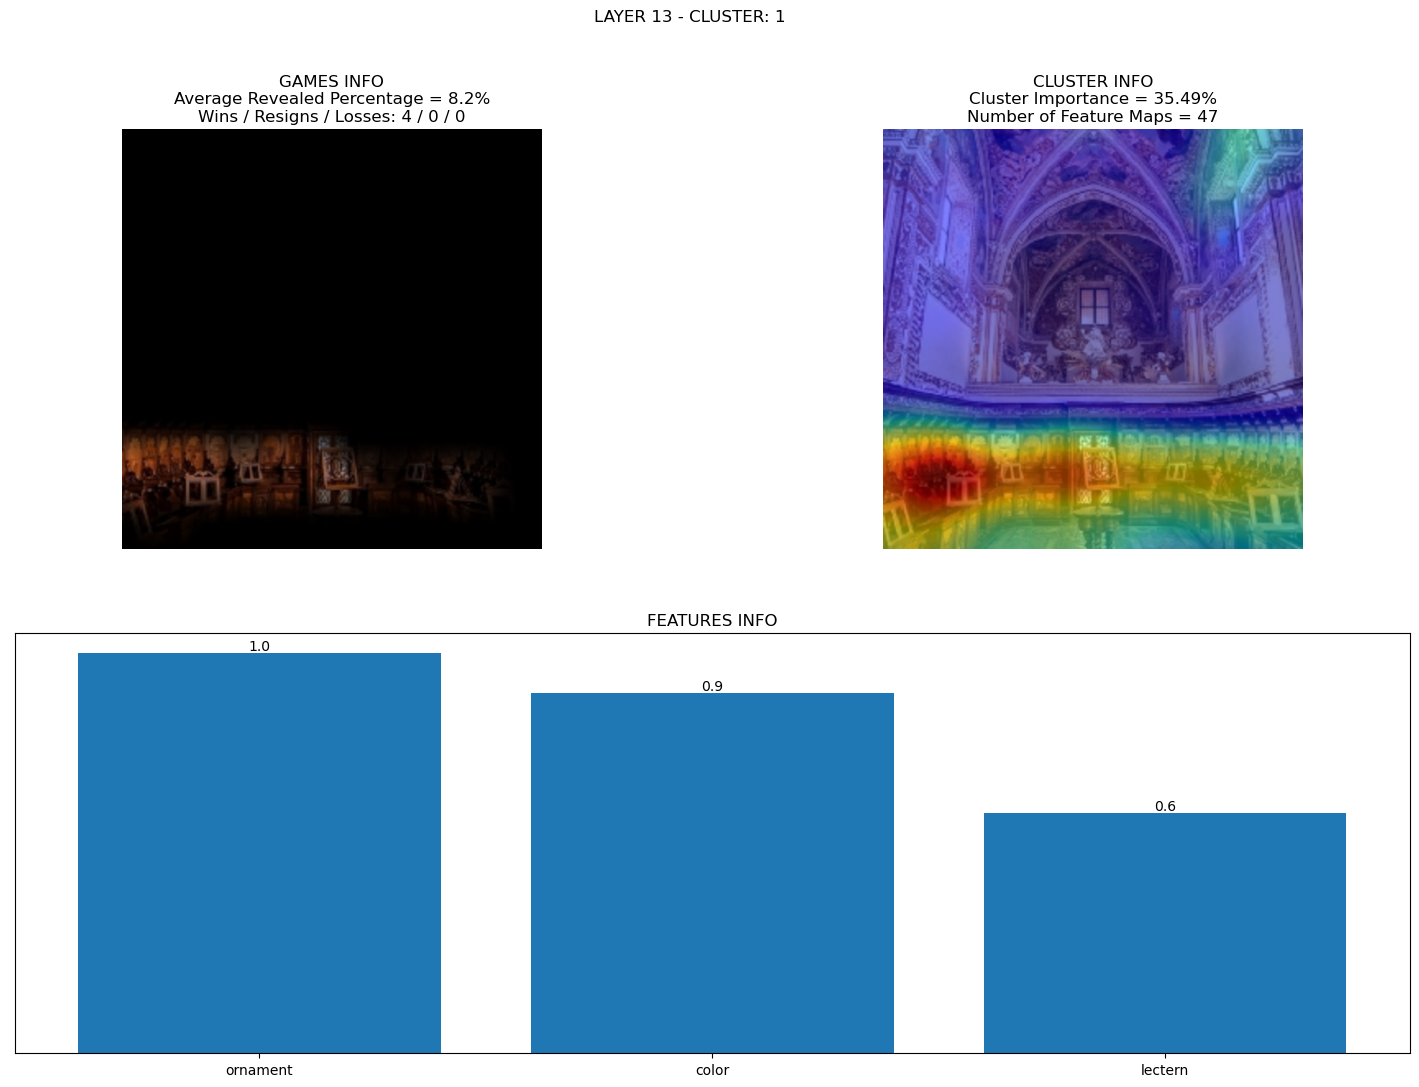 LAYER 13 - CLUSTER: 1
GAMES INFO
Average Revealed Percentage = 8.2%
Wins / Resigns / Losses: 4 / 0 / 0
CLUSTER INFO
Cluster Importance = 35.49%
Number of Feature Maps = 47
FEATURES INFO
1.0
0.9
0.6
ornament
color
lectern